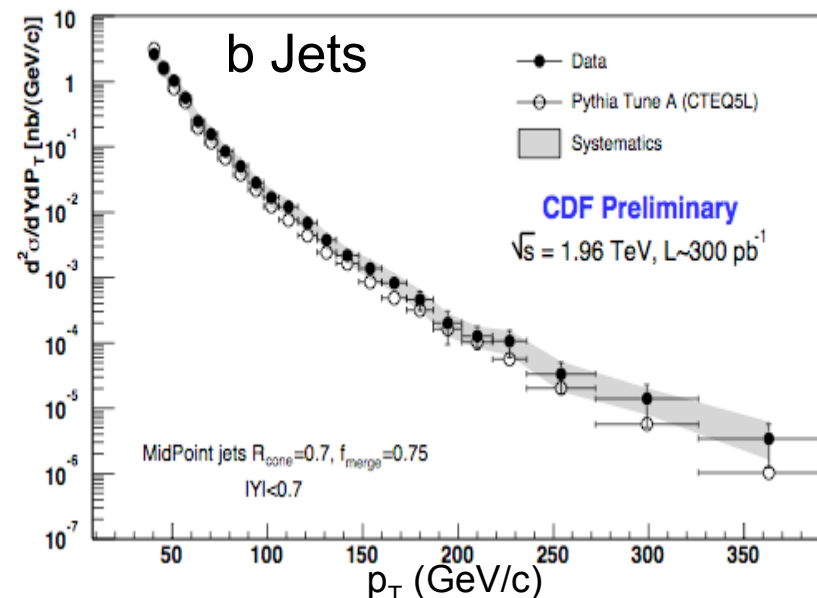 b Jets
Data
Pythia Tune A (CTEQ5L)
Systematics
CDF Preliminary
√s = 1.96 TeV, L~300 pb⁻¹
MidPoint jets R_cone=0.7, f_merge=0.75
|Y|<0.7
d²σ/dYdP_T [nb/(GeV/c)]
10
1
10⁻¹
10⁻²
10⁻³
10⁻⁴
10⁻⁵
10⁻⁶
10⁻⁷
50 100 150 200 250 300 350
p_T (GeV/c)